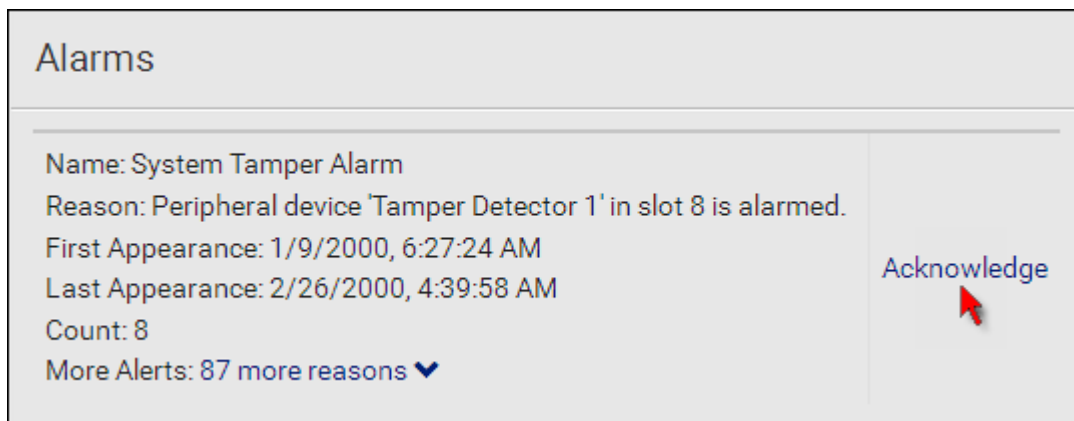 Alarms
Name: System Tamper Alarm
Reason: Peripheral device 'Tamper Detector 1' in slot 8 is alarmed.
First Appearance: 1/9/2000, 6:27:24 AM
Last Appearance: 2/26/2000, 4:39:58 AM
Count: 8
More Alerts: 87 more reasons
Acknowledge